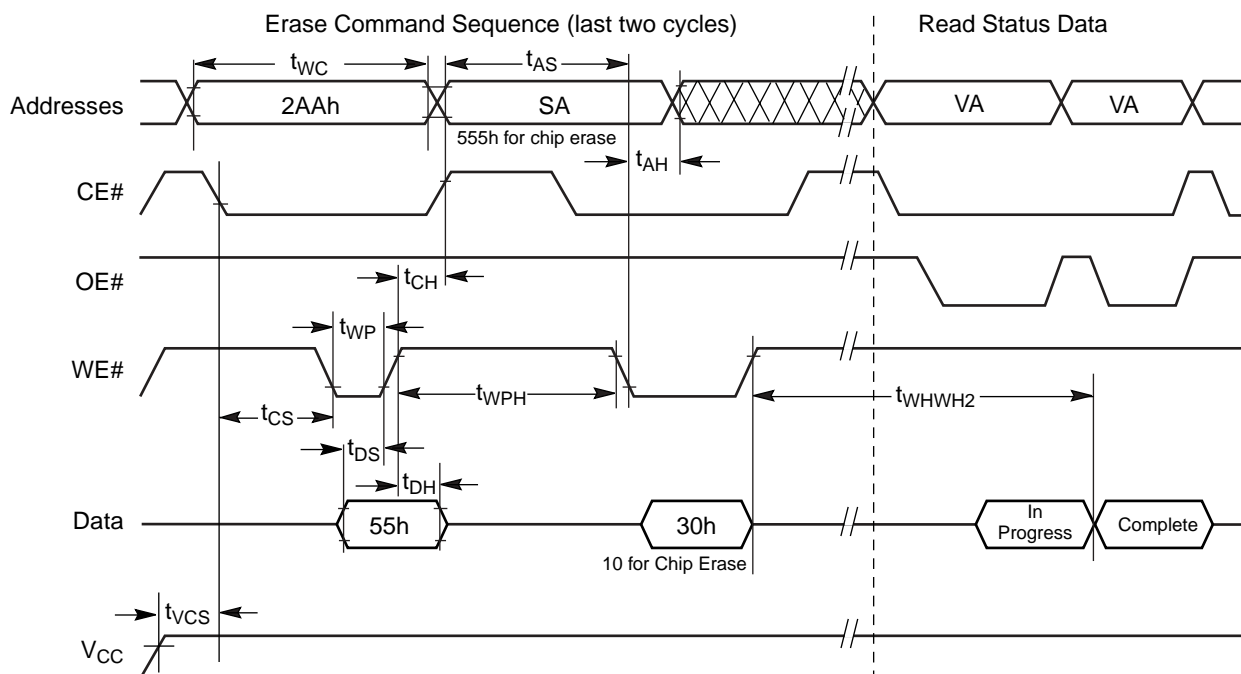 Erase Command Sequence (last two cycles)
Read Status Data
tWC
tAS
Addresses
2AAh
SA
VA
VA
555h for chip erase
tAH
CE#
OE#
tCH
tWP
WE#
tWPH
tWHWH2
tCS
tDS
tDH
Data
55h
30h
In
Progress
Complete
10 for Chip Erase
tVCS
VCC